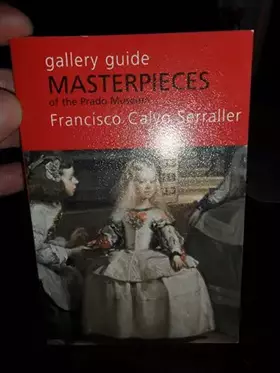 gallery guide
MASTERPIECES
of the Prado Museum
Francisco Calvo Serraller